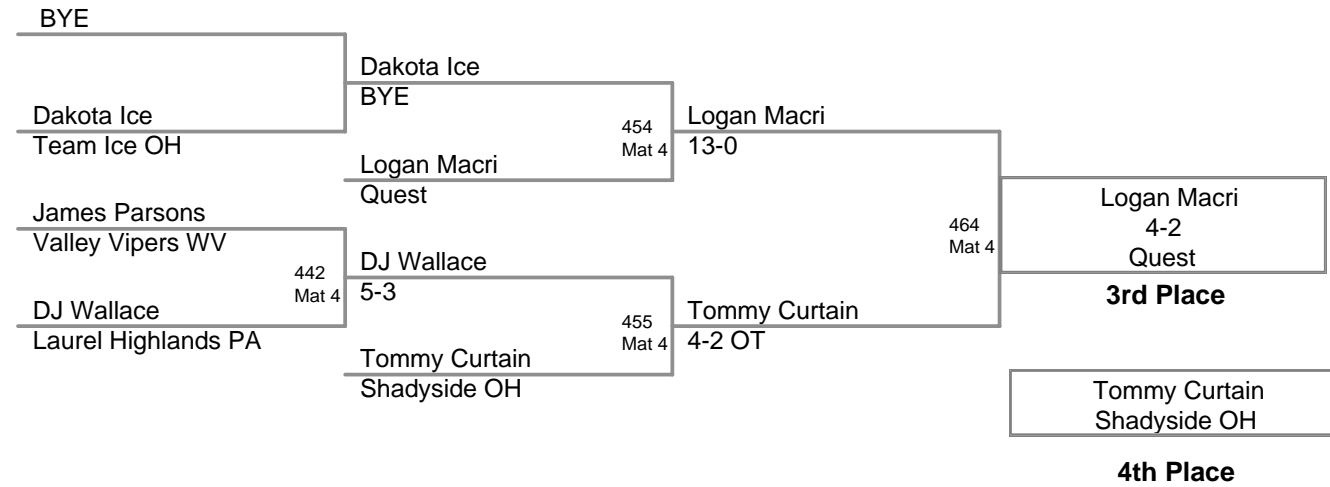 BYE
Dakota Ice
BYE
Dakota Ice
Team Ice OH
454
Mat 4
Logan Macri
13-0
Logan Macri
Quest
James Parsons
Valley Vipers WV
442
Mat 4
DJ Wallace
5-3
DJ Wallace
Laurel Highlands PA
455
Mat 4
Tommy Curtain
4-2 OT
Tommy Curtain
Shadyside OH
464
Mat 4
Logan Macri
4-2
Quest
3rd Place
Tommy Curtain
Shadyside OH
4th Place